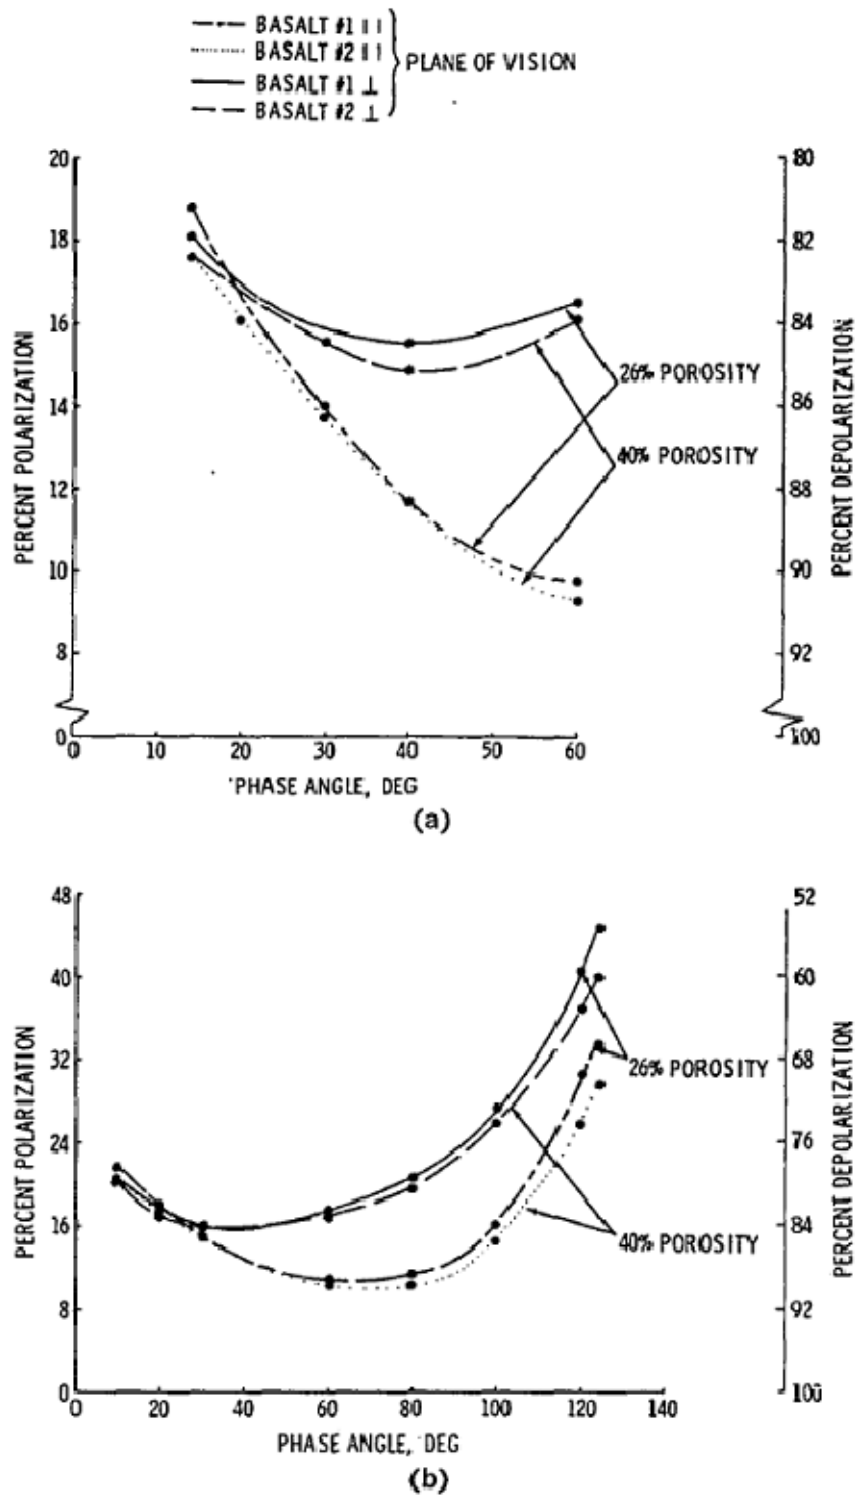 BASALT #1 ||
BASALT #2 ||
BASALT #1 ⊥
BASALT #2 ⊥
PLANE OF VISION
20
18
16
14
12
10
8
0
PERCENT POLARIZATION
80
82
84
86
88
90
92
100
PERCENT DEPOLARIZATION
26% POROSITY
40% POROSITY
0 10 20 30 40 50 60
PHASE ANGLE, DEG
(a)
48
40
32
24
16
8
0
PERCENT POLARIZATION
52
60
68
76
84
92
100
PERCENT DEPOLARIZATION
26% POROSITY
40% POROSITY
0 20 40 60 80 100 120 140
PHASE ANGLE, DEG
(b)